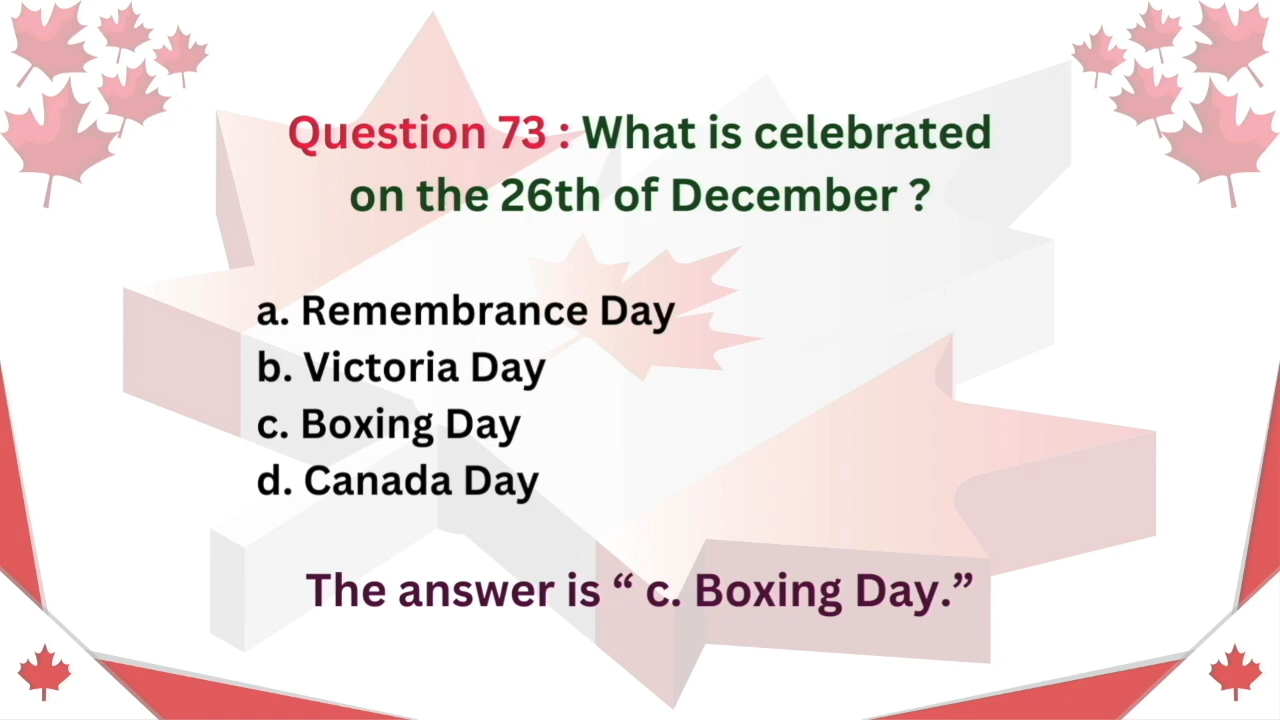 Question 73 : What is celebrated
on the 26th of December ?
a. Remembrance Day
b. Victoria Day
c. Boxing Day
d. Canada Day
The answer is “ c. Boxing Day.”